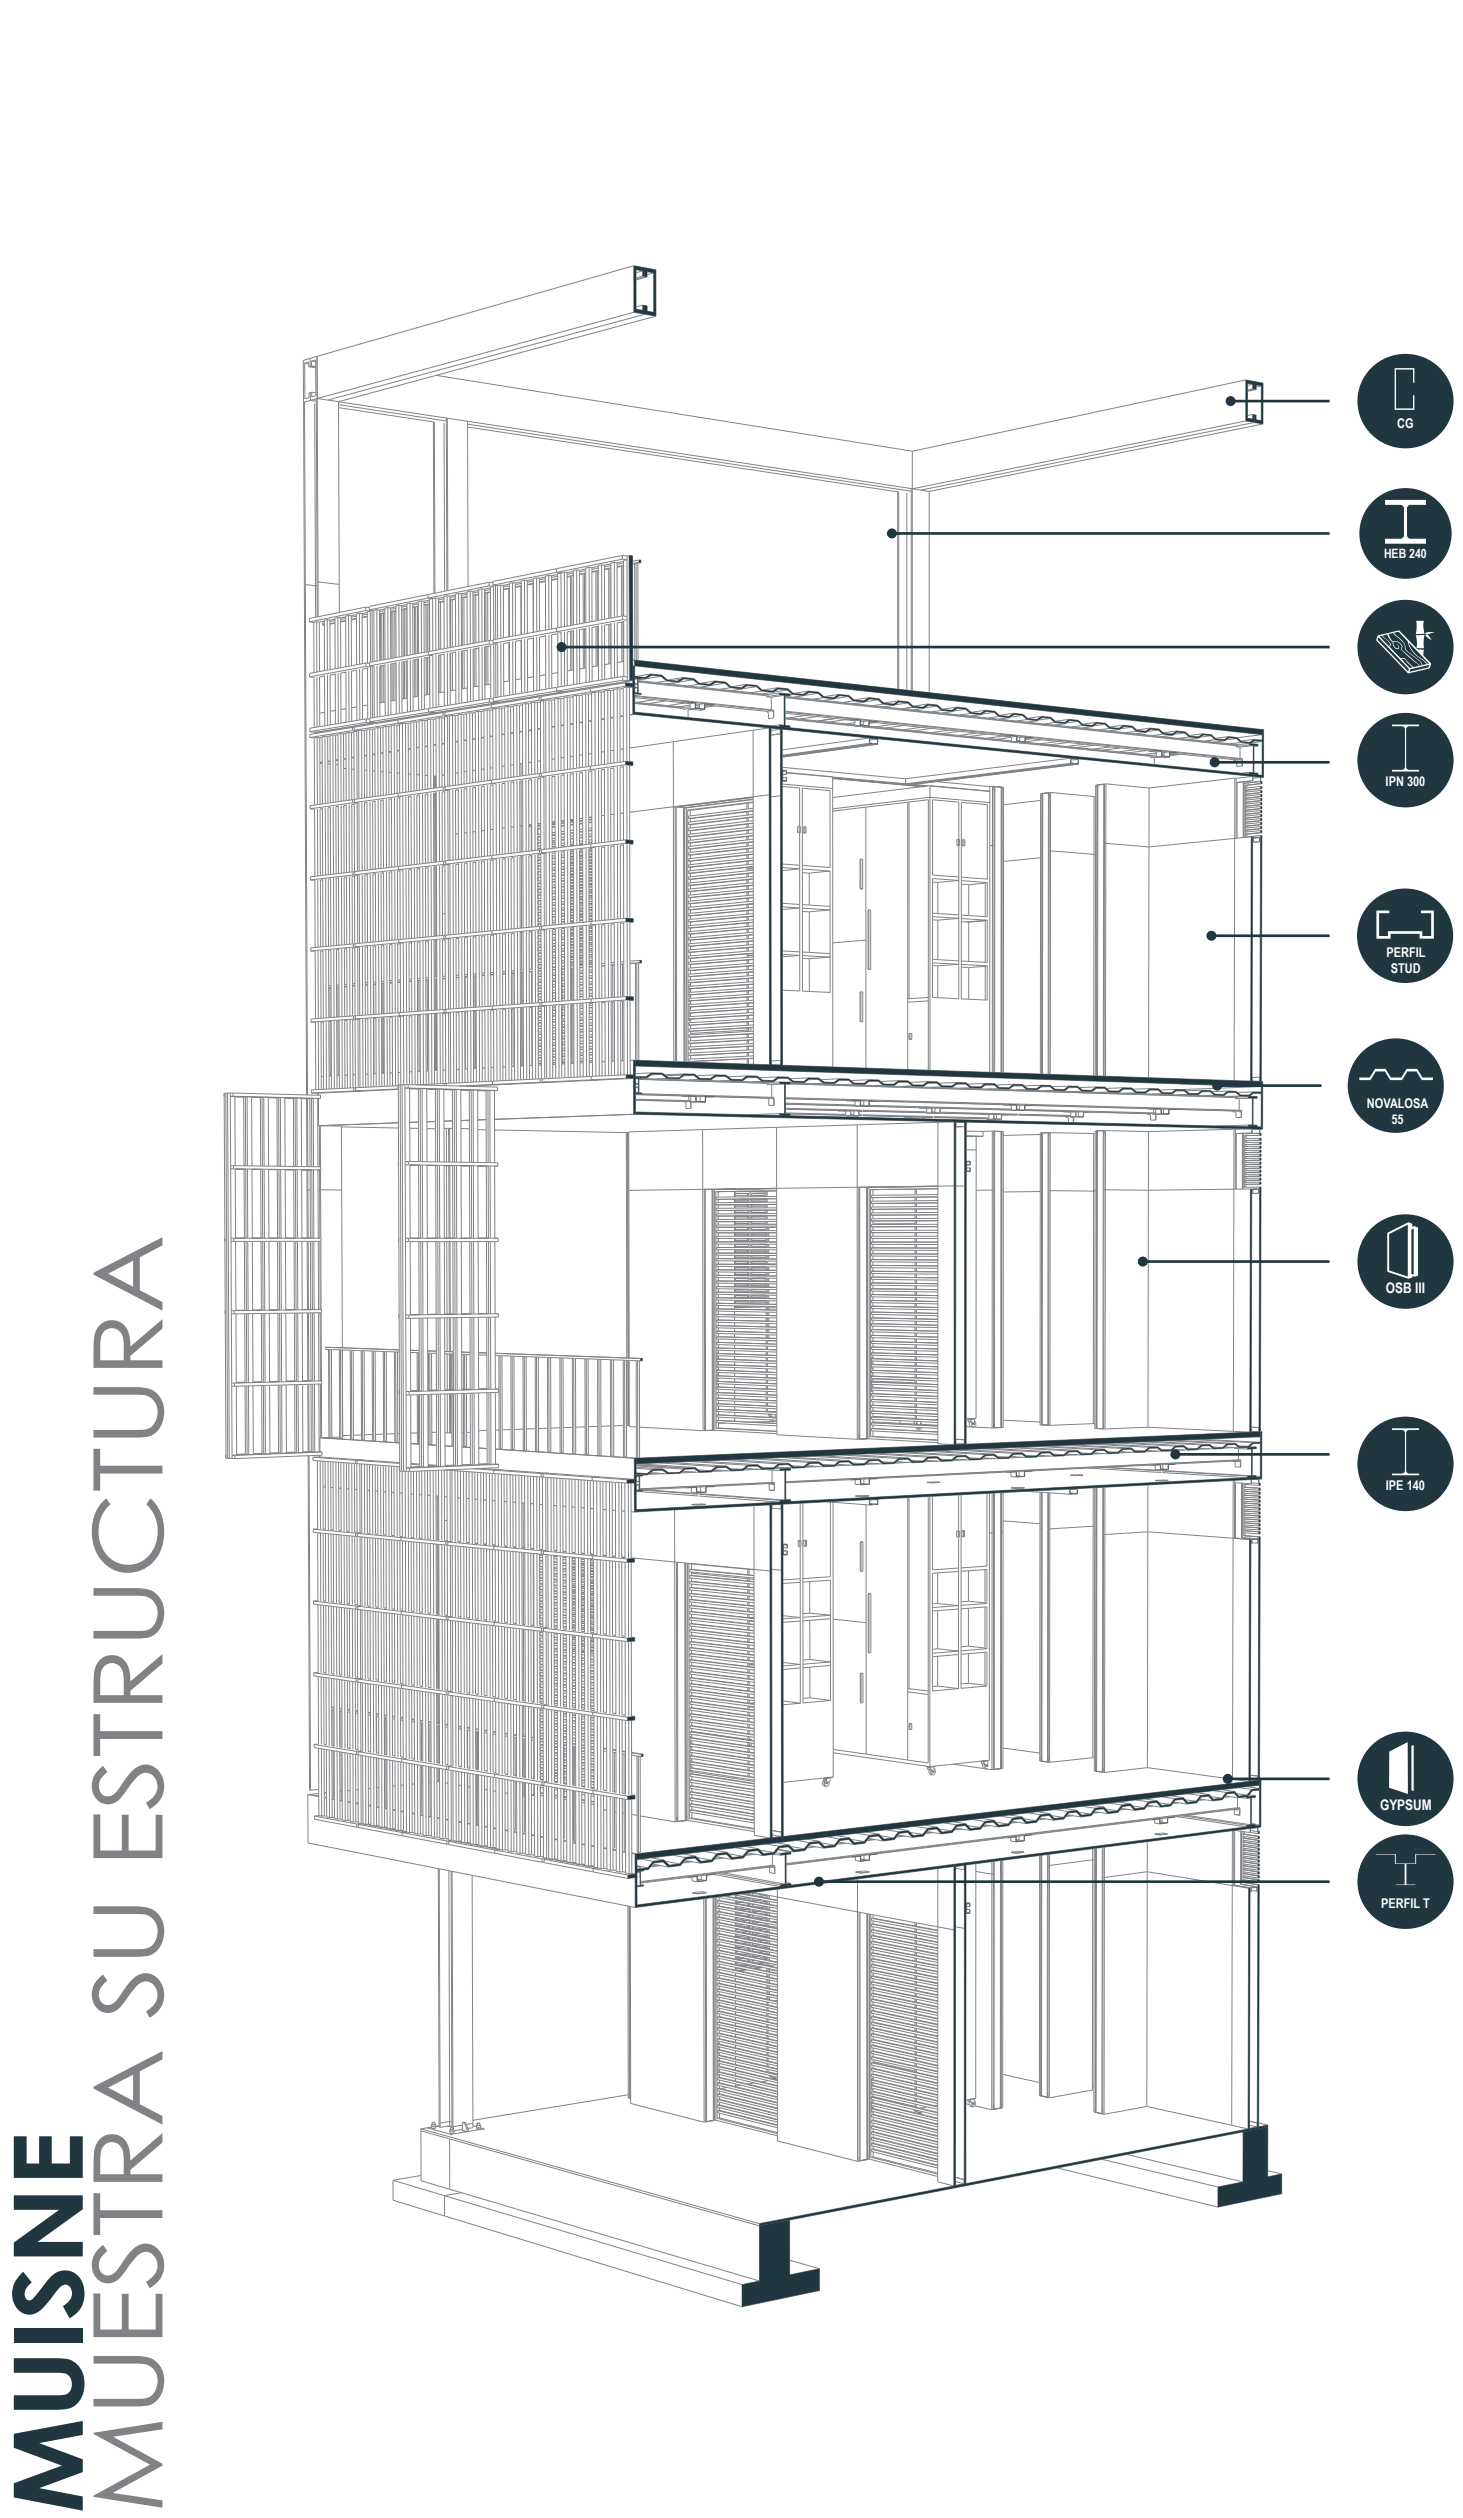 MUISNE
MUESTRA SU ESTRUCTURA
CG
HEB 240
IPN 300
PERFIL
STUD
NOVALOSA
55
OSB III
IPE 140
GYPSUM
PERFIL T